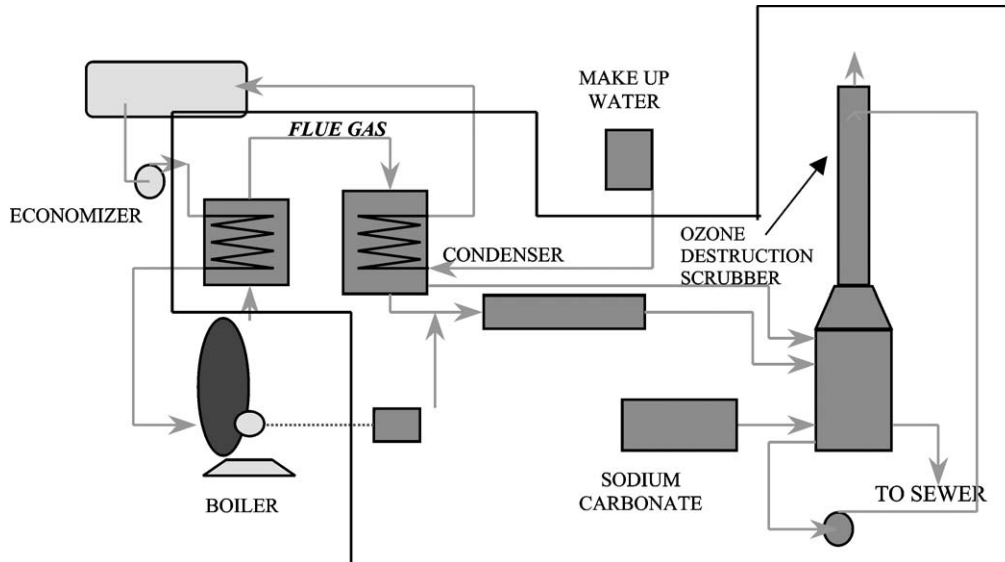 MAKE UP
WATER
FLUE GAS
ECONOMIZER
CONDENSER
OZONE
DESTRUCTION
SCRUBBER
BOILER
SODIUM
CARBONATE
TO SEWER